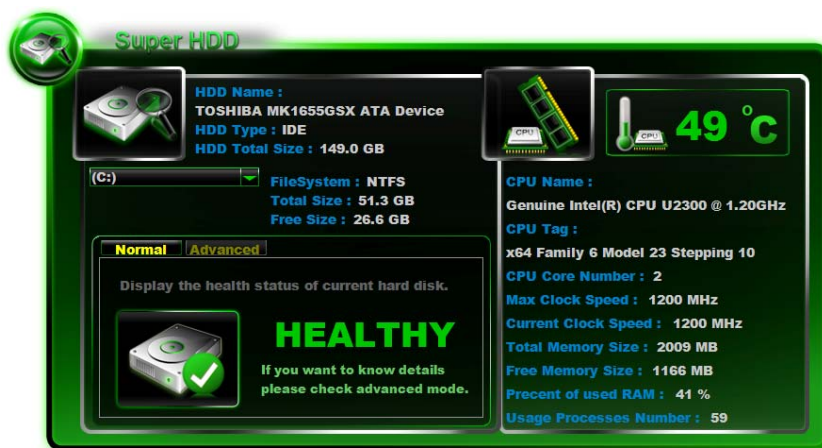 Super HDD
HDD Name :
TOSHIBA MK1655GSX ATA Device
HDD Type : IDE
HDD Total Size : 149.0 GB
(C:)
FileSystem : NTFS
Total Size : 51.3 GB
Free Size : 26.6 GB
Normal Advanced
Display the health status of current hard disk.
HEALTHY
If you want to know details
please check advanced mode.
CPU
CPU
49 °C
CPU Name :
Genuine Intel(R) CPU U2300 @ 1.20GHz
CPU Tag :
x64 Family 6 Model 23 Stepping 10
CPU Core Number : 2
Max Clock Speed : 1200 MHz
Current Clock Speed : 1200 MHz
Total Memory Size : 2009 MB
Free Memory Size : 1166 MB
Precent of used RAM : 41 %
Usage Processes Number : 59